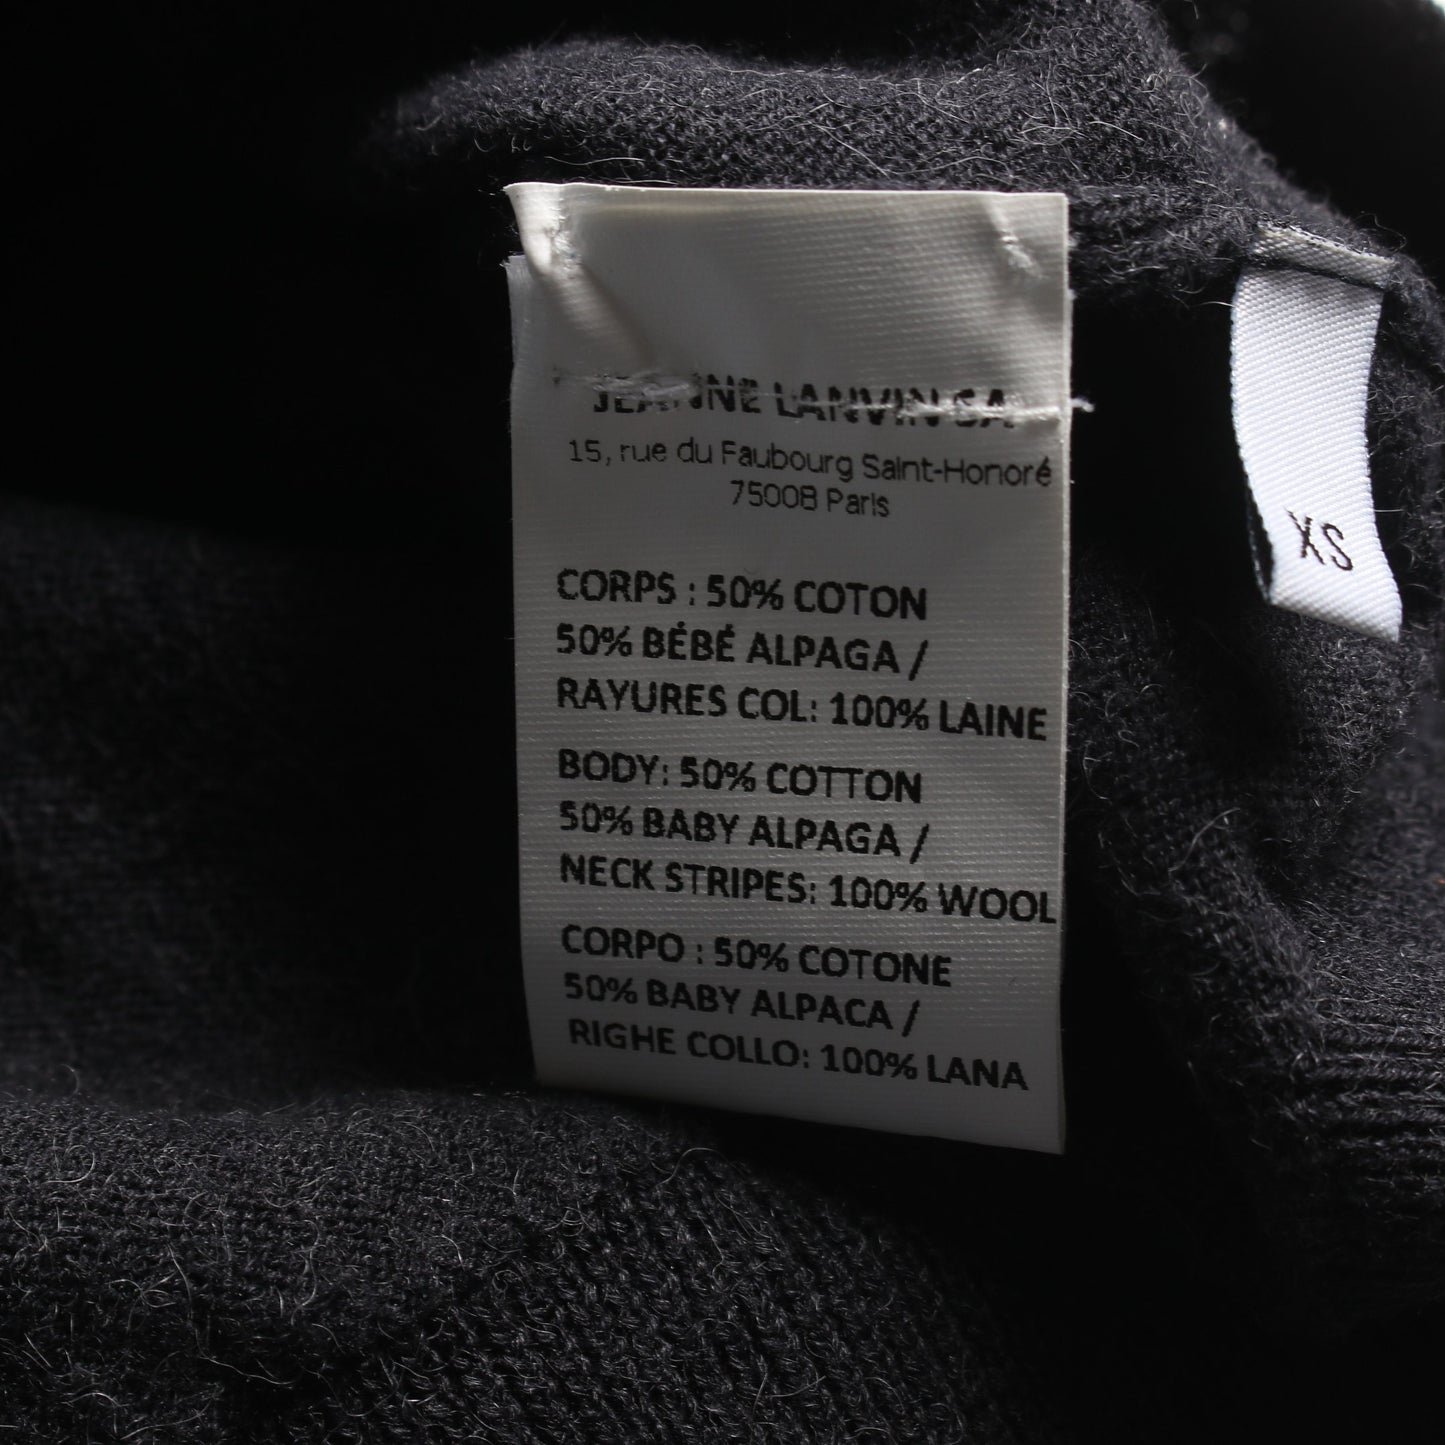 JEANNE LANVIN SA
15, rue du Faubourg Saint-Honoré
75008 Paris
CORPS : 50% COTON
50% BÉBÉ ALPAGA /
RAYURES COL: 100% LAINE
BODY: 50% COTTON
50% BABY ALPAGA /
NECK STRIPES: 100% WOOL
CORPO : 50% COTONE
50% BABY ALPACA /
RIGHE COLLO: 100% LANA
XS